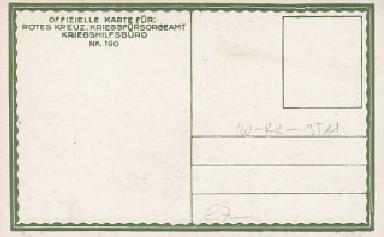 OFFIZIELLE KARTE FÜR:
ROTES KREUZ, KRIEGSFÜRSORGEAMT
KRIEGSHILFSBÜRO
NR. 190